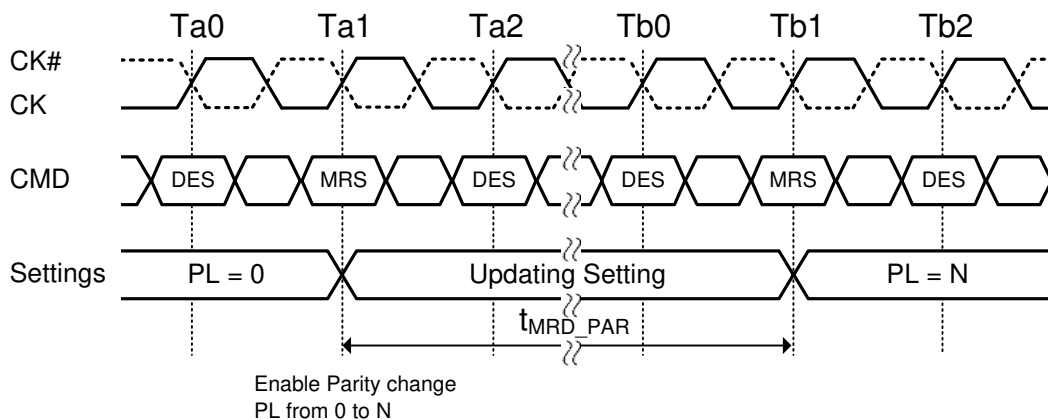 Ta0 Ta1 Ta2 Tb0 Tb1 Tb2
CK#
CK
CMD DES MRS DES DES MRS DES
Settings PL = 0 Updating Setting PL = N
tMRD_PAR
Enable Parity change
PL from 0 to N